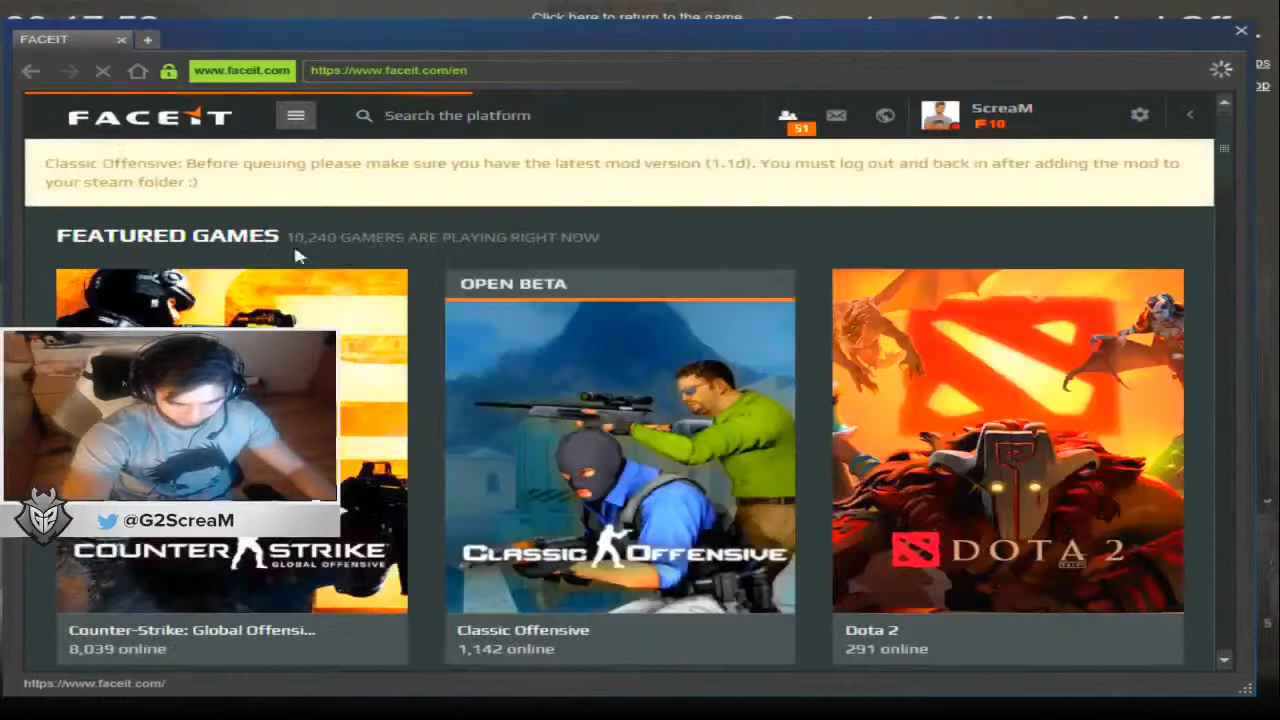 Click here to return to the game
FACEIT
www.faceit.com
https://www.faceit.com/en
FACEIT
Search the platform
51
ScreaM
10
Classic Offensive: Before queuing please make sure you have the latest mod version (1.1d). You must log out and back in after adding the mod to
your steam folder :)
FEATURED GAMES 10,240 GAMERS ARE PLAYING RIGHT NOW
OPEN BETA
G2
@G2ScreaM
COUNTER STRIKE
GLOBAL OFFENSIVE
CLASSIC OFFENSIVE
DOTA 2
Counter-Strike: Global Offensi...
8,039 online
Classic Offensive
1,142 online
Dota 2
291 online
https://www.faceit.com/